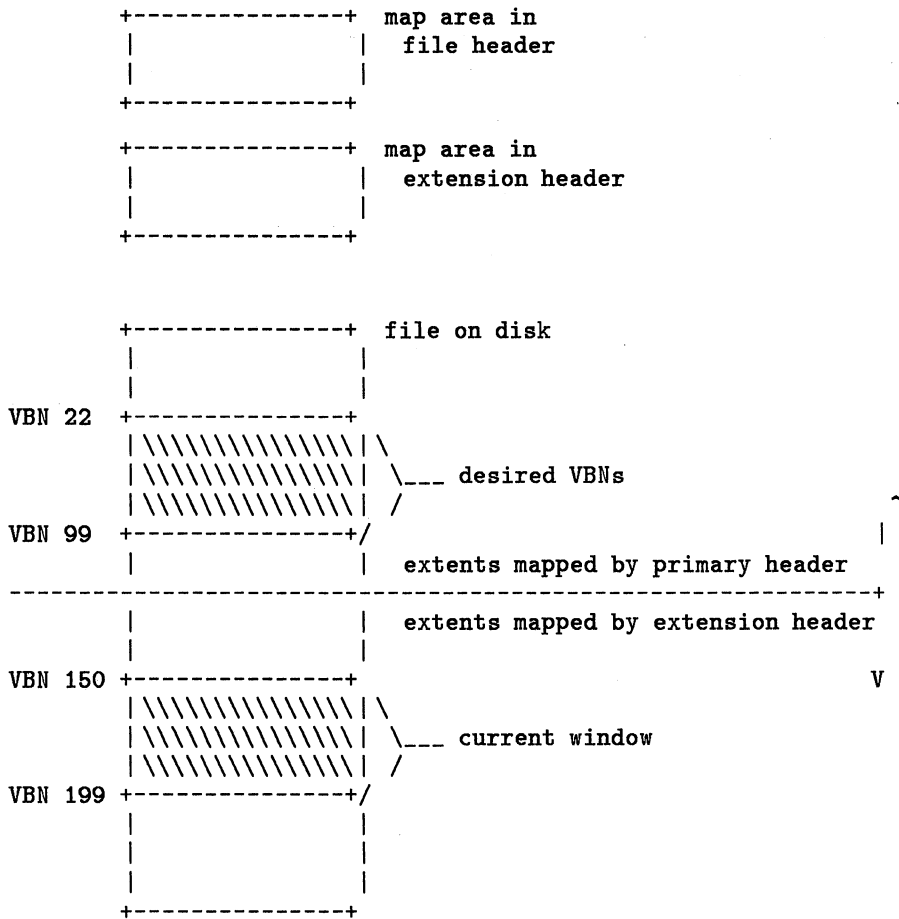 map area in
file header
map area in
extension header
file on disk
VBN 22
desired VBNs
VBN 99
extents mapped by primary header
extents mapped by extension header
VBN 150
V
current window
VBN 199